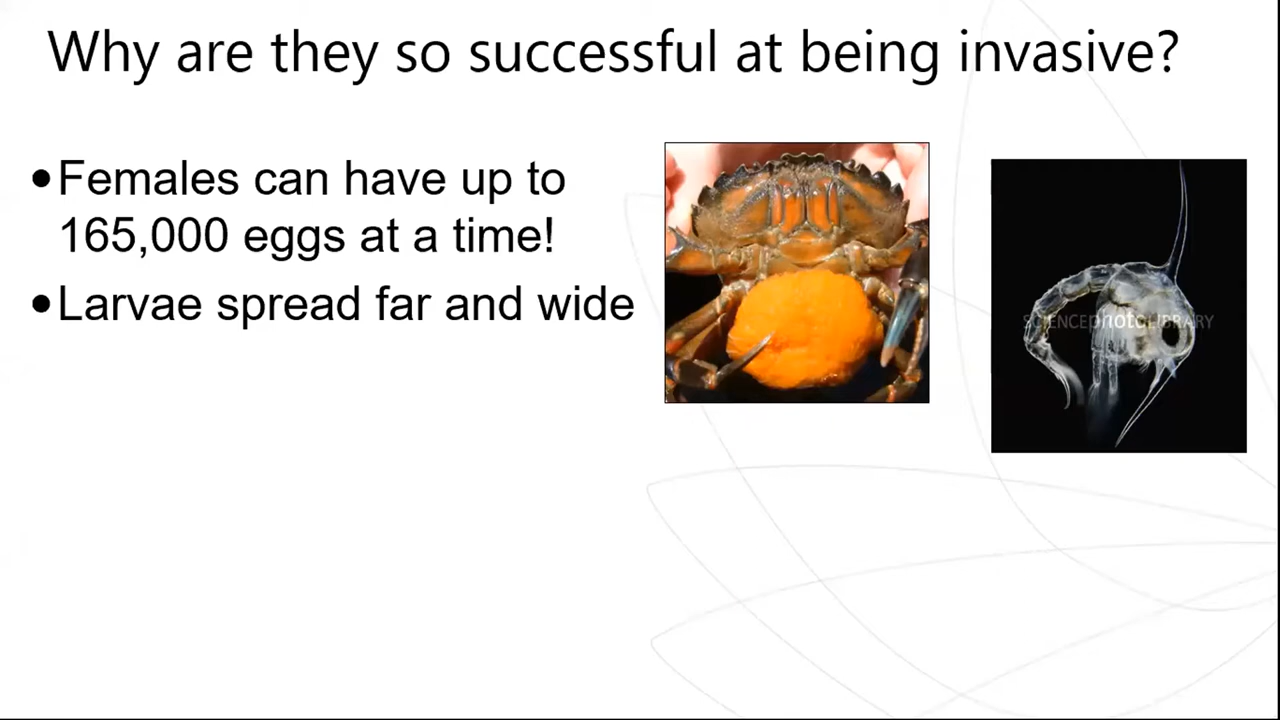 Why are they so successful at being invasive?
•Females can have up to
165,000 eggs at a time!
•Larvae spread far and wide
SCIENCEphotoLIBRARY